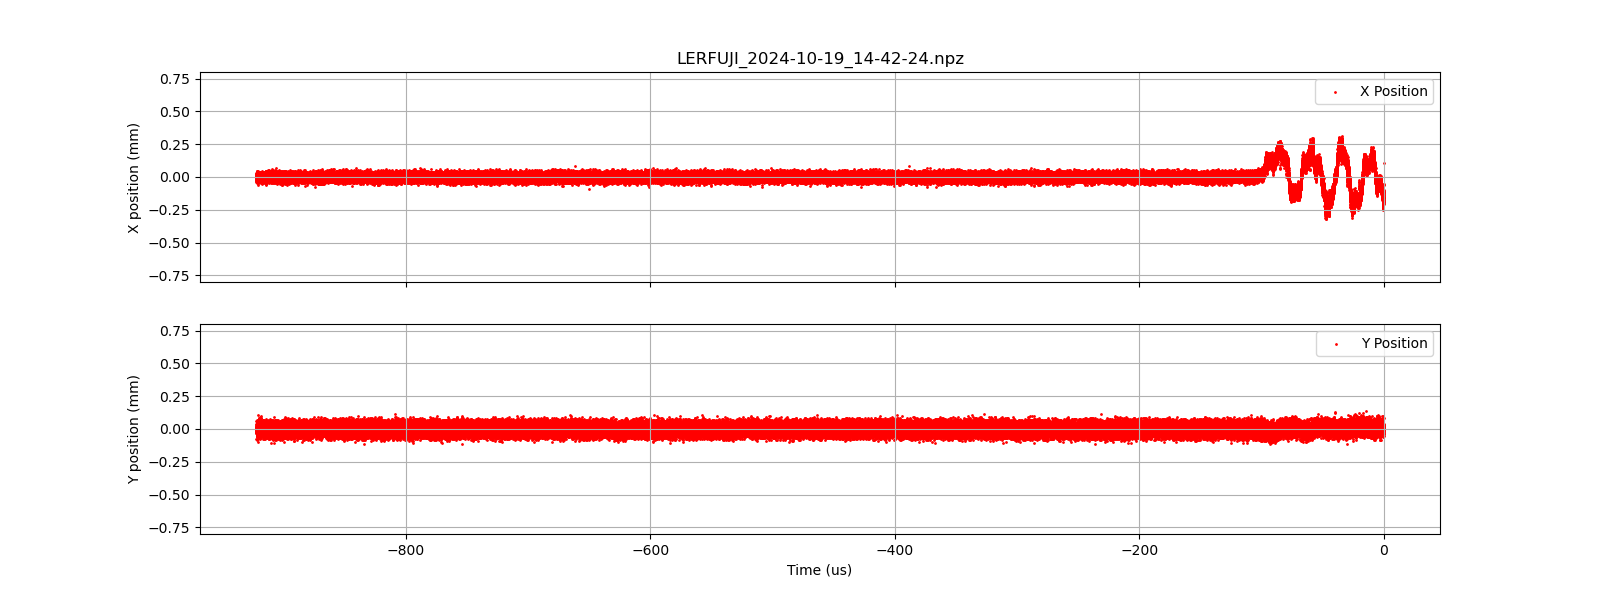 LERFUJI_2024-10-19_14-42-24.npz
X position (mm)
0.75
0.50
0.25
0.00
−0.25
−0.50
−0.75
X Position
Y position (mm)
0.75
0.50
0.25
0.00
−0.25
−0.50
−0.75
Y Position
−800 −600 −400 −200 0
Time (us)